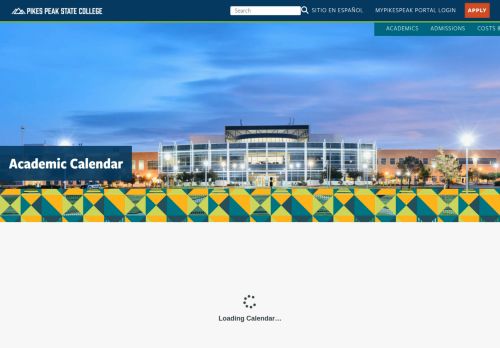 PIKES PEAK STATE COLLEGE
Search
SITIO EN ESPAÑOL
MYPIKESPEAK PORTAL LOGIN
APPLY
ACADEMICS
ADMISSIONS
COSTS &
Academic Calendar
Loading Calendar...